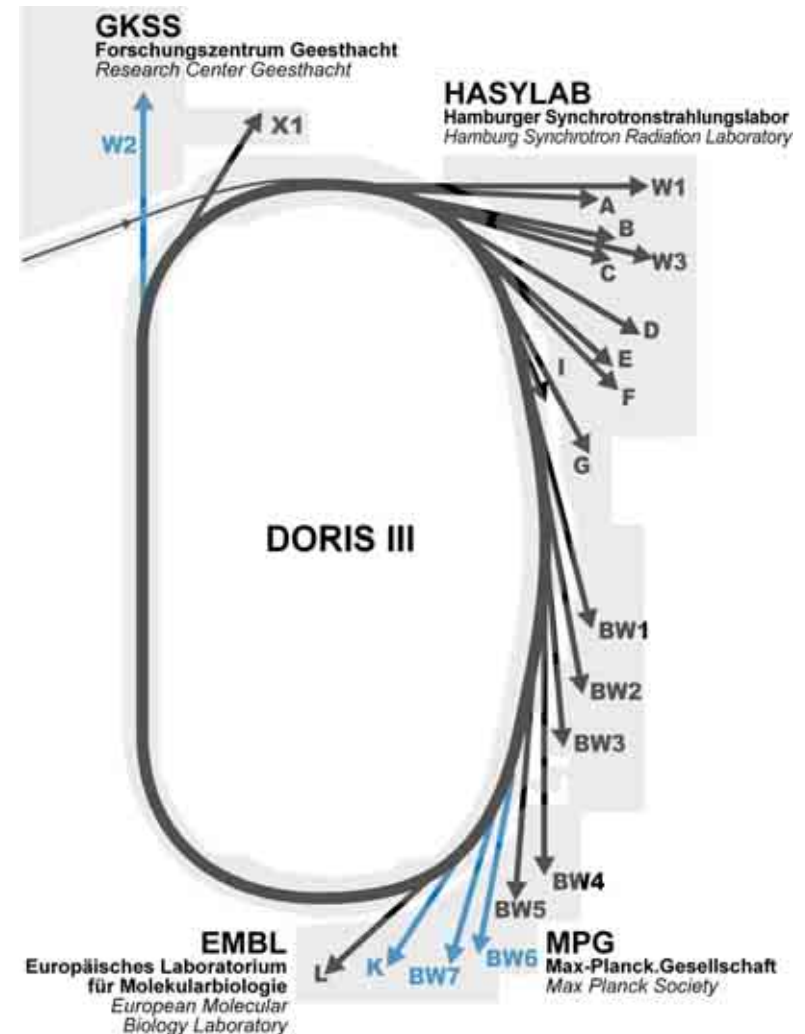 GKSS
Forschungszentrum Geesthacht
Research Center Geesthacht
HASYLAB
Hamburger Synchrotronstrahlungslabor
Hamburg Synchrotron Radiation Laboratory
X1
W2
W1
A
B
W3
C
D
E
I
F
G
DORIS III
BW1
BW2
BW3
BW4
BW5
EMBL
Europäisches Laboratorium
für Molekularbiologie
European Molecular
Biology Laboratory
L
K
BW7
BW6
MPG
Max-Planck.Gesellschaft
Max Planck Society